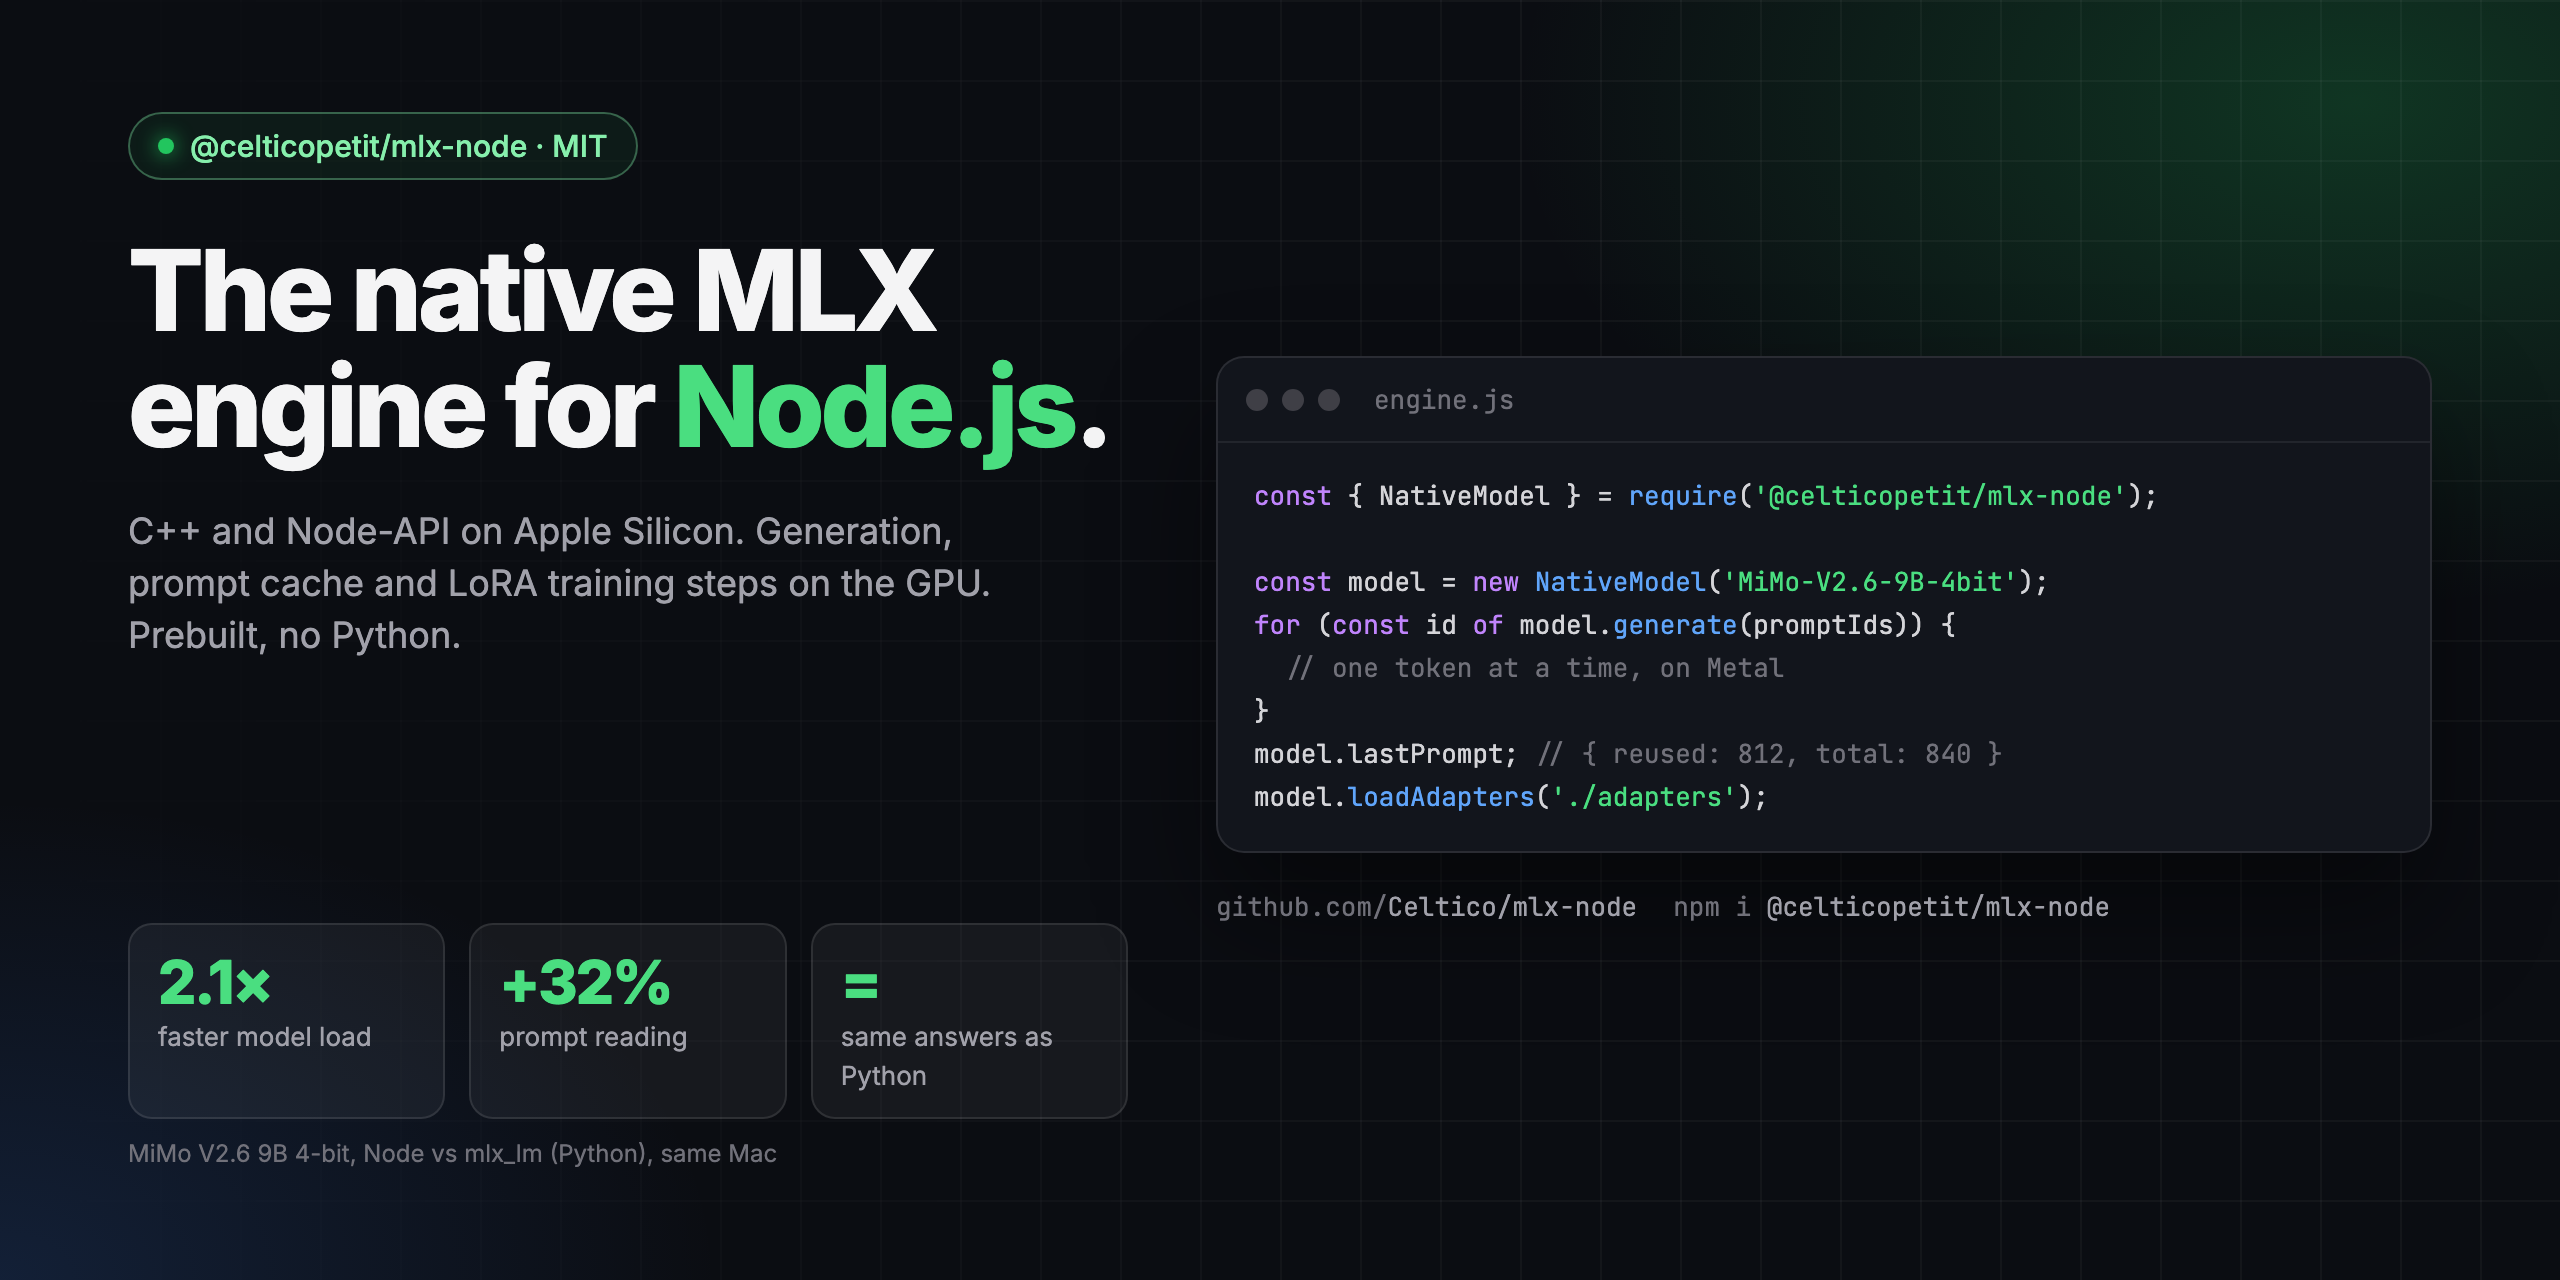 @celticopetit/mlx-node · MIT
The native MLX
engine for Node.js.
C++ and Node-API on Apple Silicon. Generation,
prompt cache and LoRA training steps on the GPU.
Prebuilt, no Python.
2.1×
faster model load
+32%
prompt reading
=
same answers as
Python
MiMo V2.6 9B 4-bit, Node vs mlx_lm (Python), same Mac
engine.js
const { NativeModel } = require('@celticopetit/mlx-node');
const model = new NativeModel('MiMo-V2.6-9B-4bit');
for (const id of model.generate(promptIds)) {
  // one token at a time, on Metal
}
model.lastPrompt; // { reused: 812, total: 840 }
model.loadAdapters('./adapters');
github.com/Celtico/mlx-node npm i @celticopetit/mlx-node